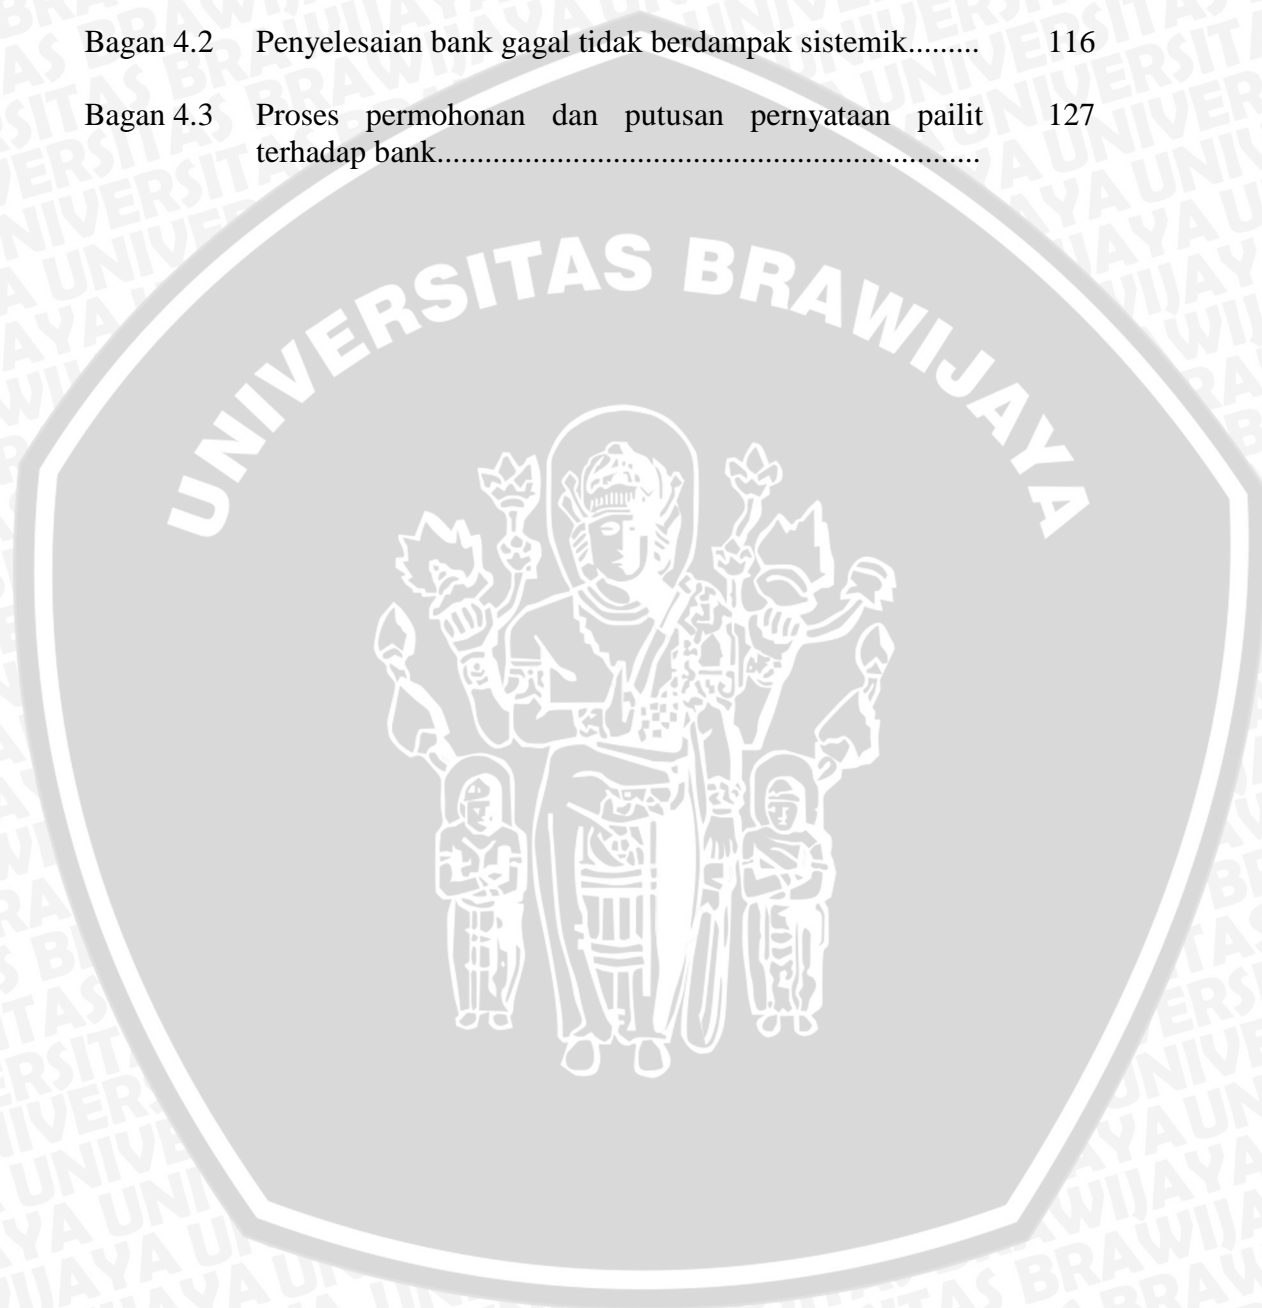 Bagan 4.2 Penyelesaian bank gagal tidak berdampak sistemik......... 116
Bagan 4.3 Proses permohonan dan putusan pernyataan pailit 127
terhadap bank...................................................................
UNIVERSITAS BRAWIJAYA